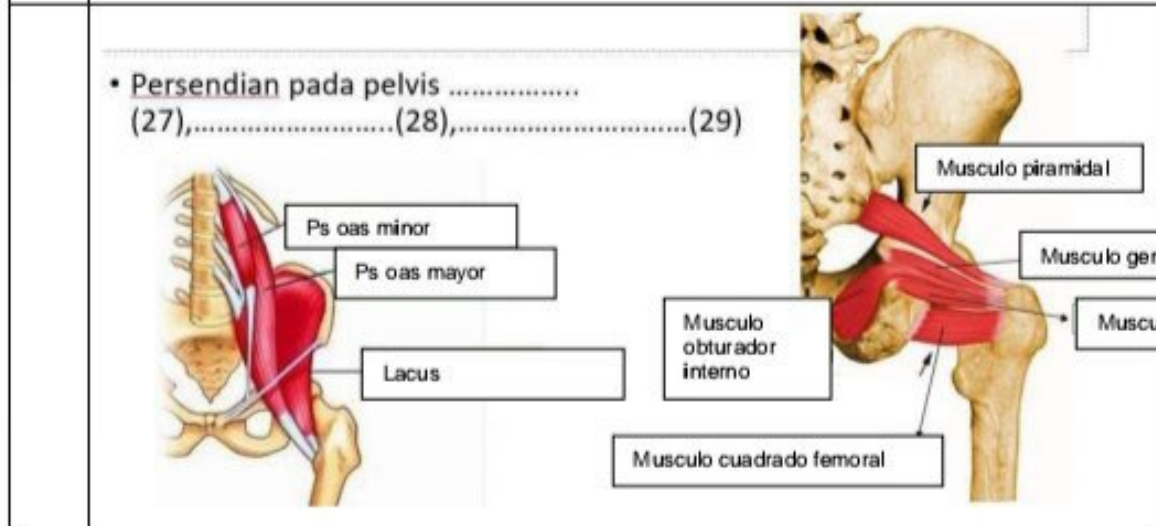 • Persendian pada pelvis .................
(27),..........................(28),..............................(29)
Ps oas minor
Ps oas mayor
Lacus
Musculo piramidal
Musculo
obturador
interno
Musculo cuadrado femoral